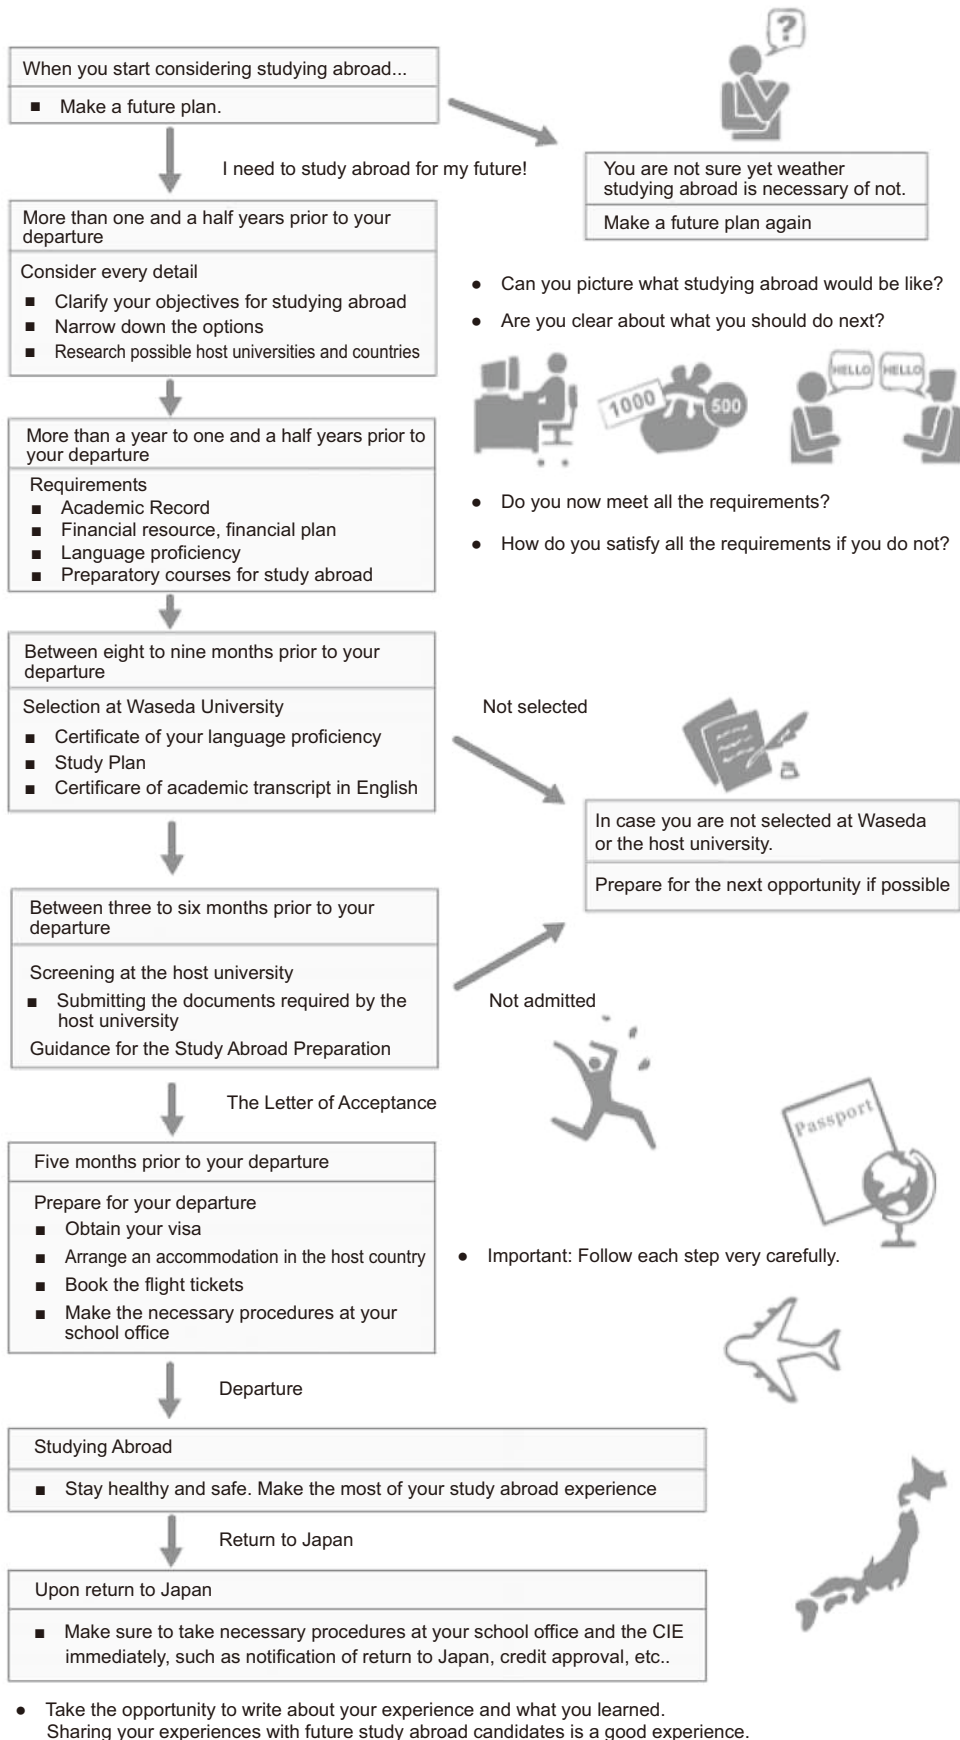 ?
When you start considering studying abroad...
■ Make a future plan.
I need to study abroad for my future!
You are not sure yet weather
studying abroad is necessary of not.
Make a future plan again
More than one and a half years prior to your
departure
Consider every detail
■ Clarify your objectives for studying abroad
■ Narrow down the options
■ Research possible host universities and countries
● Can you picture what studying abroad would be like?
● Are you clear about what you should do next?
1000
500
HELLO
HELLO
More than a year to one and a half years prior to
your departure
Requirements
■ Academic Record
■ Financial resource, financial plan
■ Language proficiency
■ Preparatory courses for study abroad
● Do you now meet all the requirements?
● How do you satisfy all the requirements if you do not?
Between eight to nine months prior to your
departure
Selection at Waseda University
■ Certificate of your language proficiency
■ Study Plan
■ Certificare of academic transcript in English
Not selected
In case you are not selected at Waseda
or the host university.
Prepare for the next opportunity if possible
Between three to six months prior to your
departure
Screening at the host university
■ Submitting the documents required by the
host university
Guidance for the Study Abroad Preparation
Not admitted
The Letter of Acceptance
Passport
Five months prior to your departure
Prepare for your departure
■ Obtain your visa
■ Arrange an accommodation in the host country
■ Book the flight tickets
■ Make the necessary procedures at your
school office
● Important: Follow each step very carefully.
Departure
Studying Abroad
■ Stay healthy and safe. Make the most of your study abroad experience
Return to Japan
Upon return to Japan
■ Make sure to take necessary procedures at your school office and the CIE
immediately, such as notification of return to Japan, credit approval, etc..
● Take the opportunity to write about your experience and what you learned.
Sharing your experiences with future study abroad candidates is a good experience.